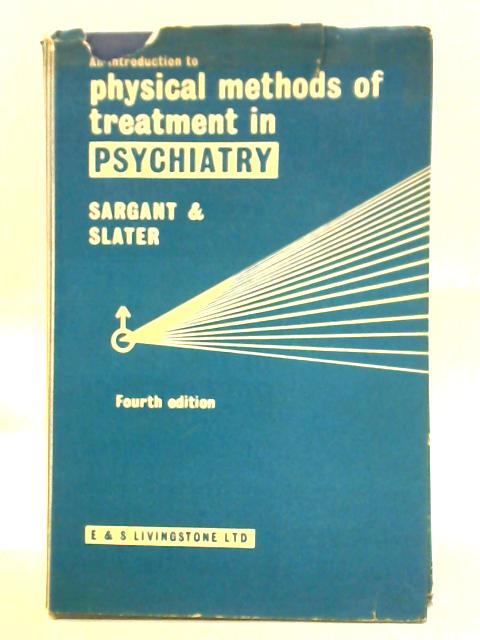 An introduction to
physical methods of
treatment in
PSYCHIATRY
SARGANT &
SLATER
Fourth edition
E & S LIVINGSTONE LTD